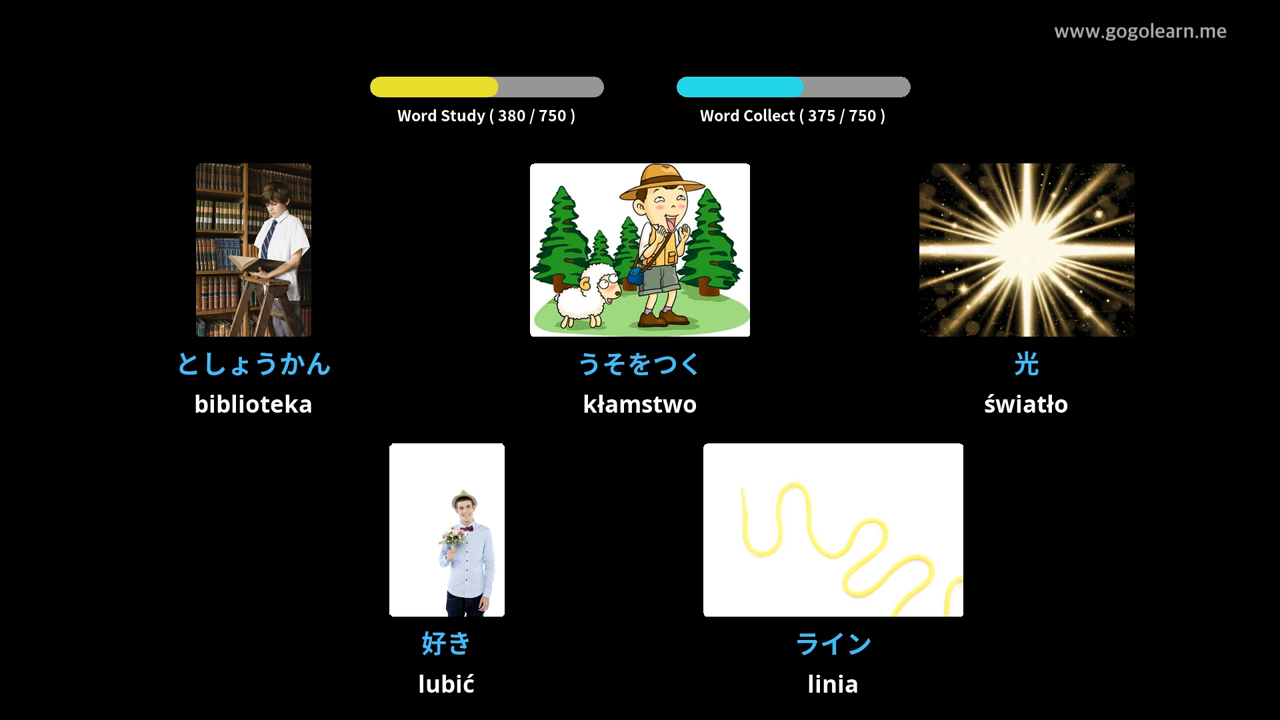 www.gogolearn.me
Word Study ( 380 / 750 )
Word Collect ( 375 / 750 )
としょうかん
うそをつく
光
biblioteka
kłamstwo
światło
好き
ライン
lubić
linia